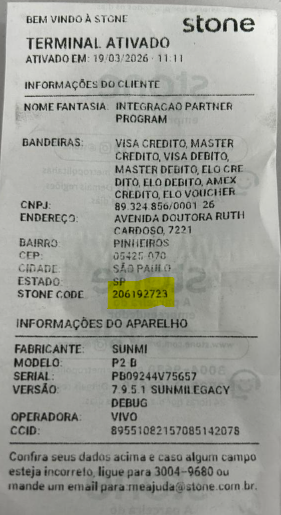 BEM VINDO À STONE
stone
TERMINAL ATIVADO
ATIVADO EM: 19/03/2026 - 11:11
INFORMAÇÕES DO CLIENTE
NOME FANTASIA: INTEGRACAO PARTNER
PROGRAM
BANDEIRAS: VISA CREDITO, MASTER
CREDITO, VISA DEBITO,
MASTER DEBITO, ELO CRE
DITO, ELO DEBITO, AMEX
CREDITO, ELO VOUCHER
CNPJ: 89.324.856/0001-26
ENDEREÇO: AVENIDA DOUTORA RUTH
CARDOSO, 7221
BAIRRO: PINHEIROS
CEP: 05425-070
CIDADE: SÃO PAULO
ESTADO: SP
STONE CODE: 206192723
INFORMAÇÕES DO APARELHO
FABRICANTE: SUNMI
MODELO: P2 B
SERIAL: PB09244V75657
VERSÃO: 7.9.5.1 SUNMILEGACY
DEBUG
OPERADORA: VIVO
CCID: 89551082157085142078
Confira seus dados acima e caso algum campo
esteja incorreto, ligue para 3004-9680 ou
mande um email para meajuda@stone.com.br.